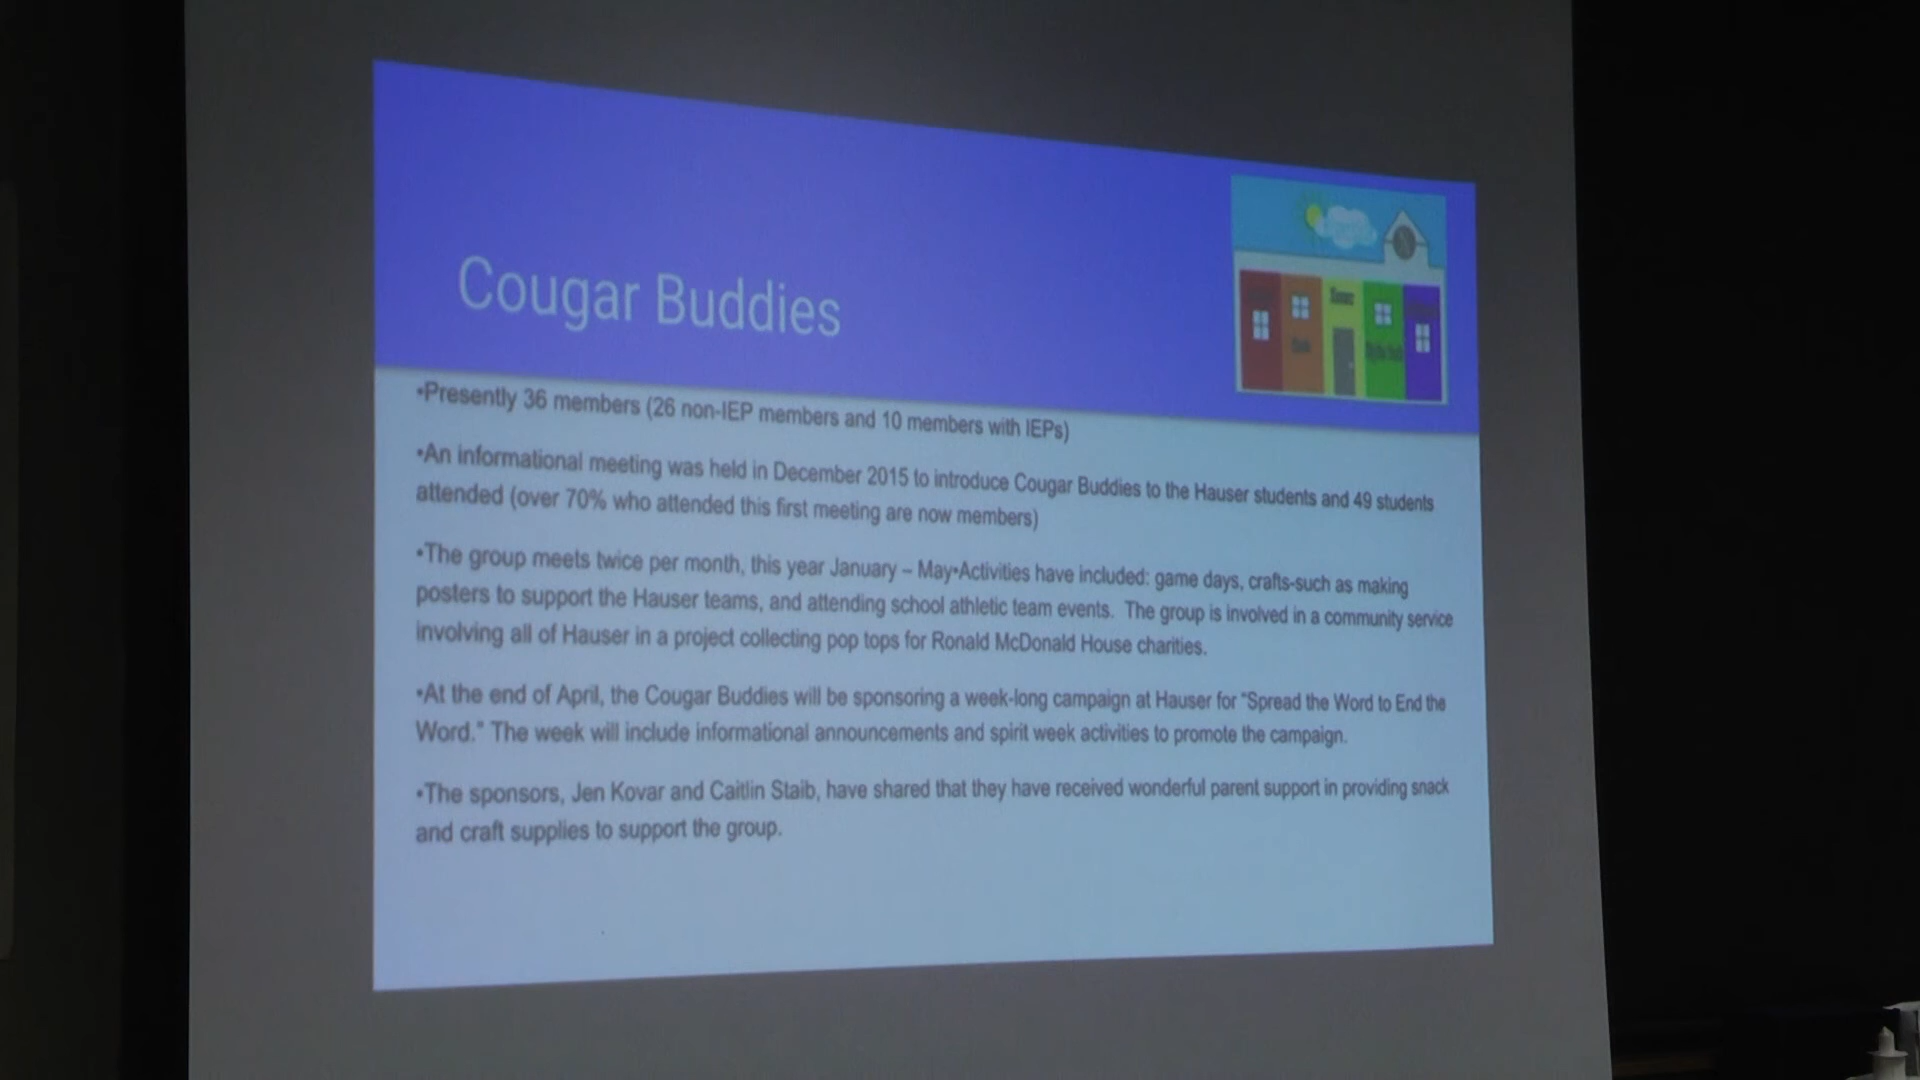 Cougar Buddies
•Presently 36 members (26 non-IEP members and 10 members with IEPs)
•An informational meeting was held in December 2015 to introduce Cougar Buddies to the Hauser students and 49 students
attended (over 70% who attended this first meeting are now members)
•The group meets twice per month, this year January – May•Activities have included: game days, crafts-such as making
posters to support the Hauser teams, and attending school athletic team events. The group is involved in a community service
involving all of Hauser in a project collecting pop tops for Ronald McDonald House charities.
•At the end of April, the Cougar Buddies will be sponsoring a week-long campaign at Hauser for "Spread the Word to End the
Word." The week will include informational announcements and spirit week activities to promote the campaign.
•The sponsors, Jen Kovar and Caitlin Staib, have shared that they have received wonderful parent support in providing snack
and craft supplies to support the group.